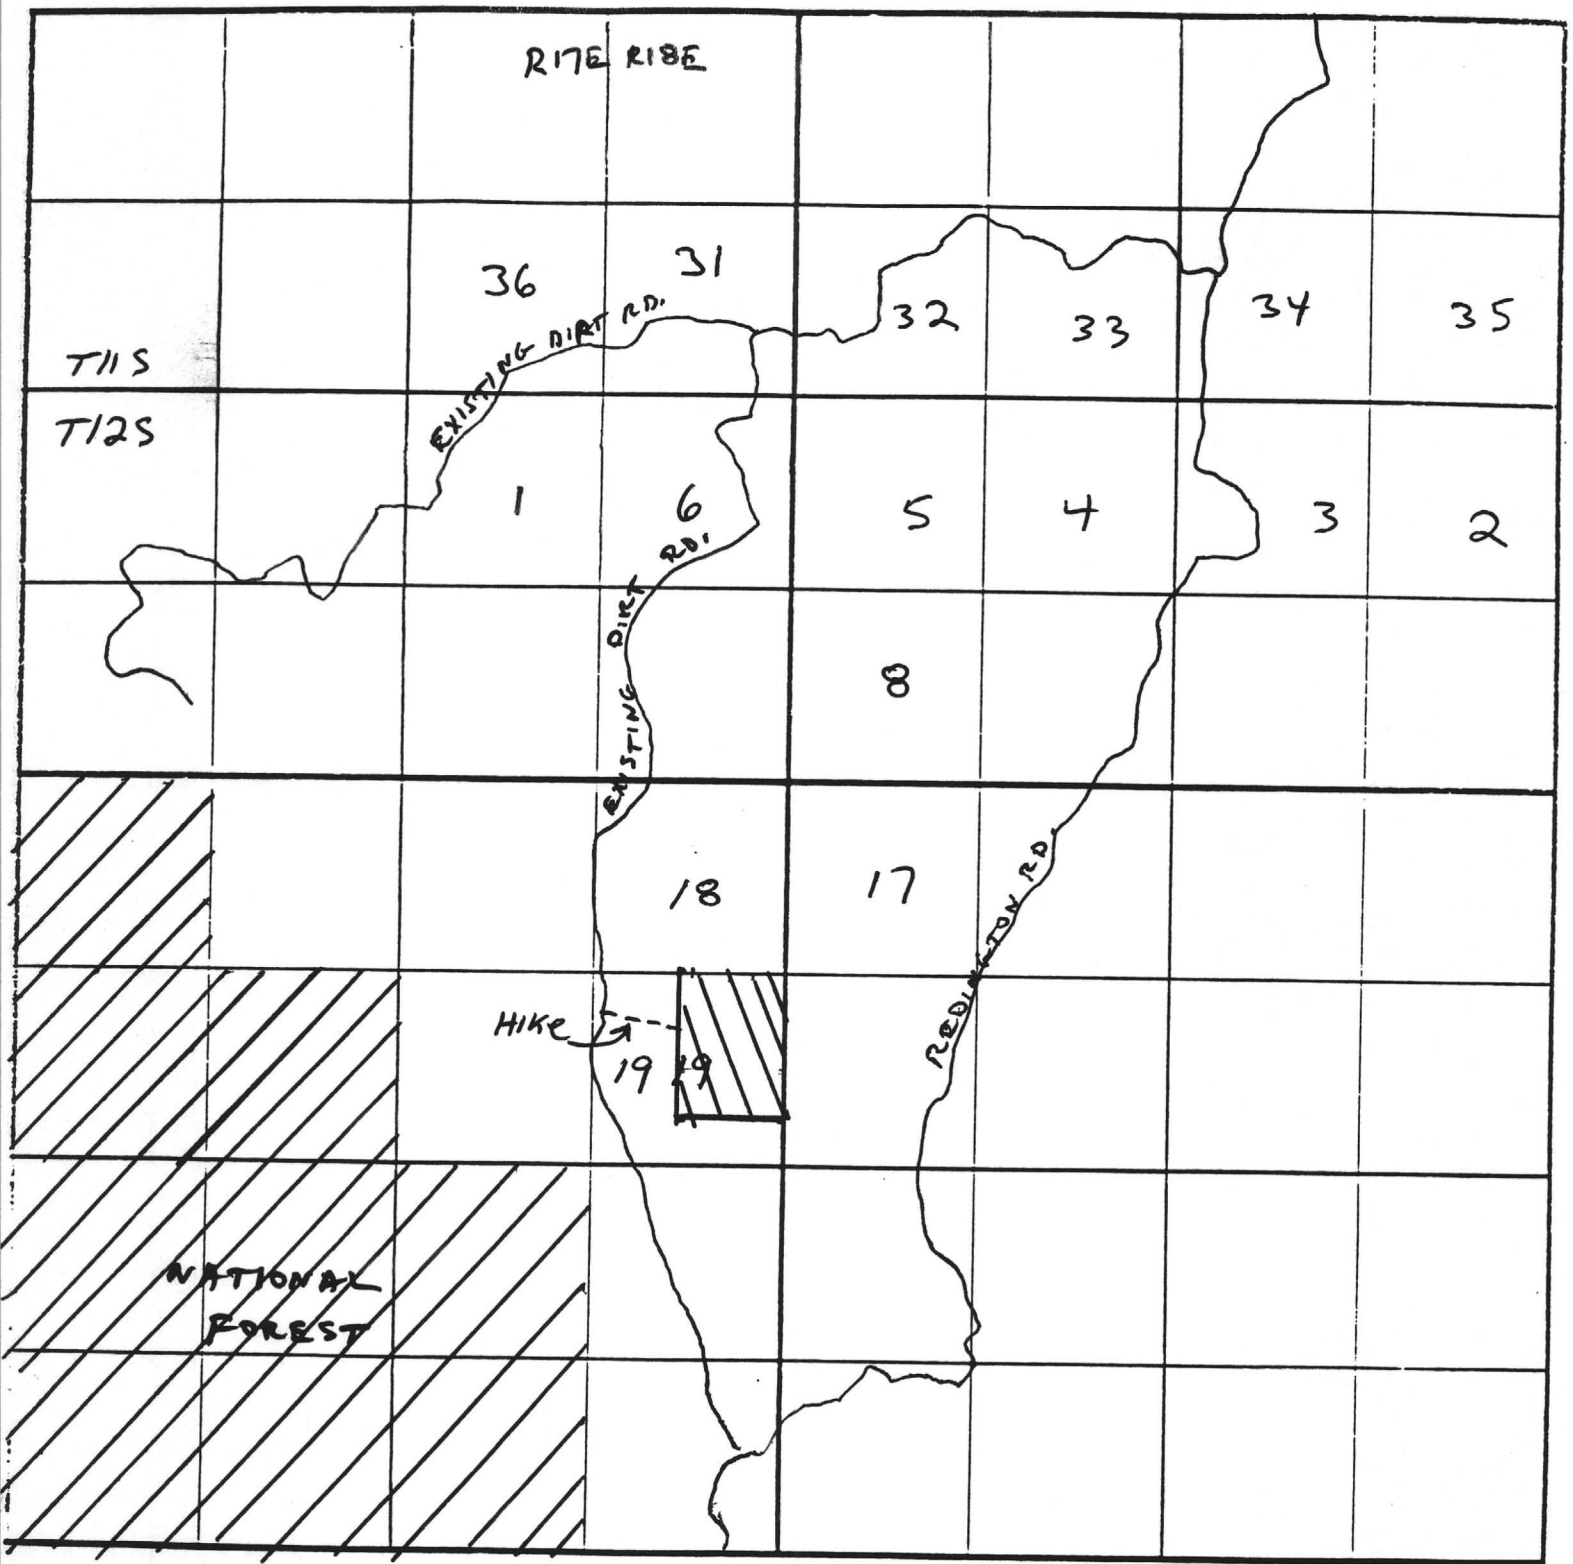 R17E R18E
36
31
EXISTING DIRT RD.
32
33
34
35
T11S
T12S
1
6
5
4
3
2
EXISTING DIRT RD.
8
18
17
REDINGTON RD.
HIKE
19
19
NATIONAL
FOREST